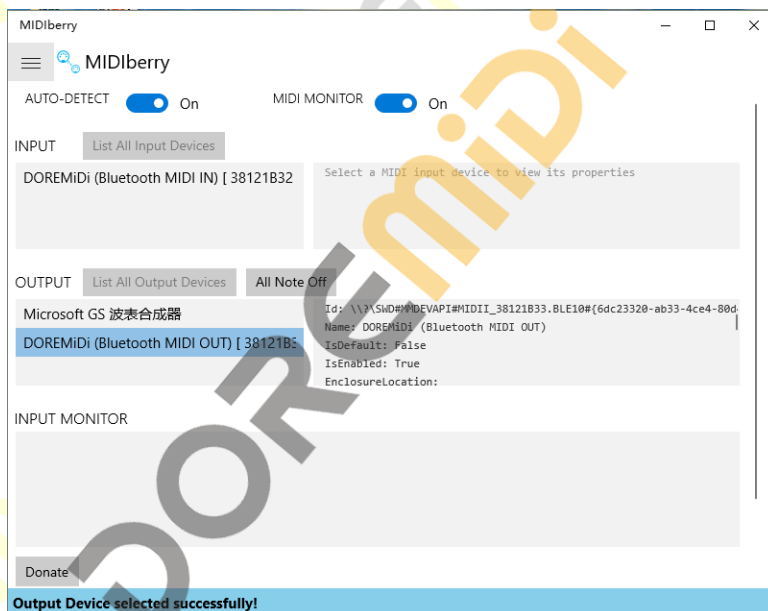 MIDIberry
MIDIberry
AUTO-DETECT On MIDI MONITOR On
INPUT List All Input Devices
DOREMiDi (Bluetooth MIDI IN) [ 38121B32
Select a MIDI input device to view its properties
OUTPUT List All Output Devices All Note Off
Microsoft GS 波表合成器
DOREMiDi (Bluetooth MIDI OUT) [ 38121B3
Id: \\?\SWD#MMDEVAPI#MIDII_38121B33.BLE10#{6dc23320-ab33-4ce4-80d
Name: DOREMiDi (Bluetooth MIDI OUT)
IsDefault: False
IsEnabled: True
EnclosureLocation:
INPUT MONITOR
Donate
Output Device selected successfully!
DOREMiDi